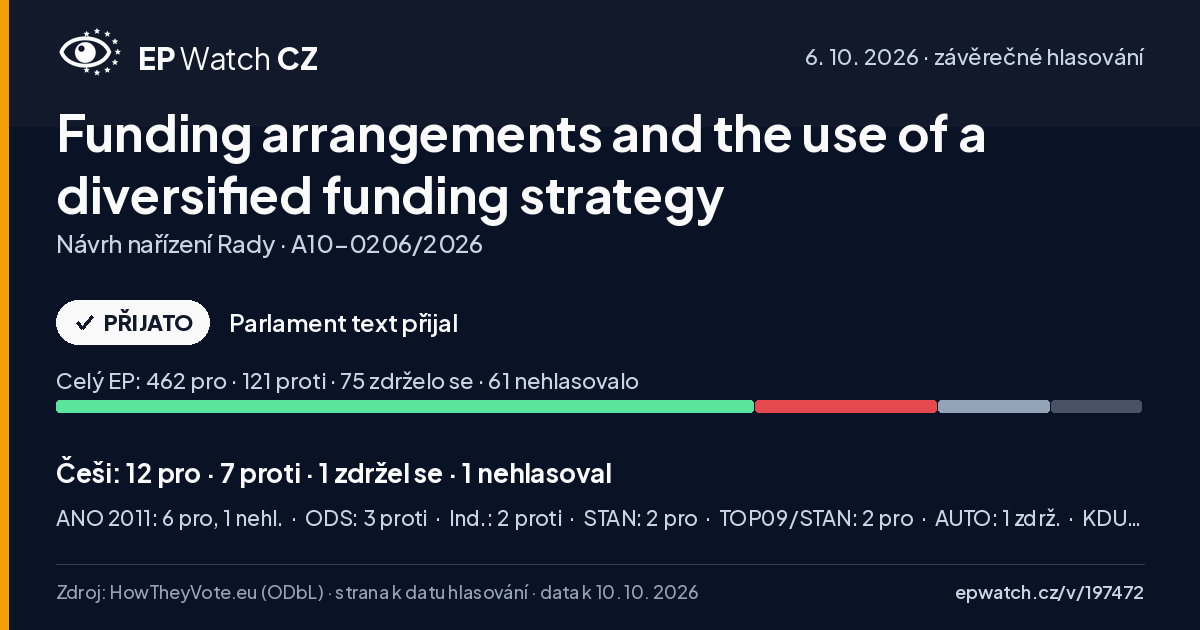 EP Watch CZ
6. 10. 2026 · závěrečné hlasování
Funding arrangements and the use of a
diversified funding strategy
Návrh nařízení Rady · A10-0206/2026
✓ PŘIJATO
Parlament text přijal
Celý EP: 462 pro · 121 proti · 75 zdrželo se · 61 nehlasovalo
Češi: 12 pro · 7 proti · 1 zdržel se · 1 nehlasoval
ANO 2011: 6 pro, 1 nehl. · ODS: 3 proti · Ind.: 2 proti · STAN: 2 pro · TOP09/STAN: 2 pro · AUTO: 1 zdrž. · KDU…
Zdroj: HowTheyVote.eu (ODbL) · strana k datu hlasování · data k 10. 10. 2026
epwatch.cz/v/197472